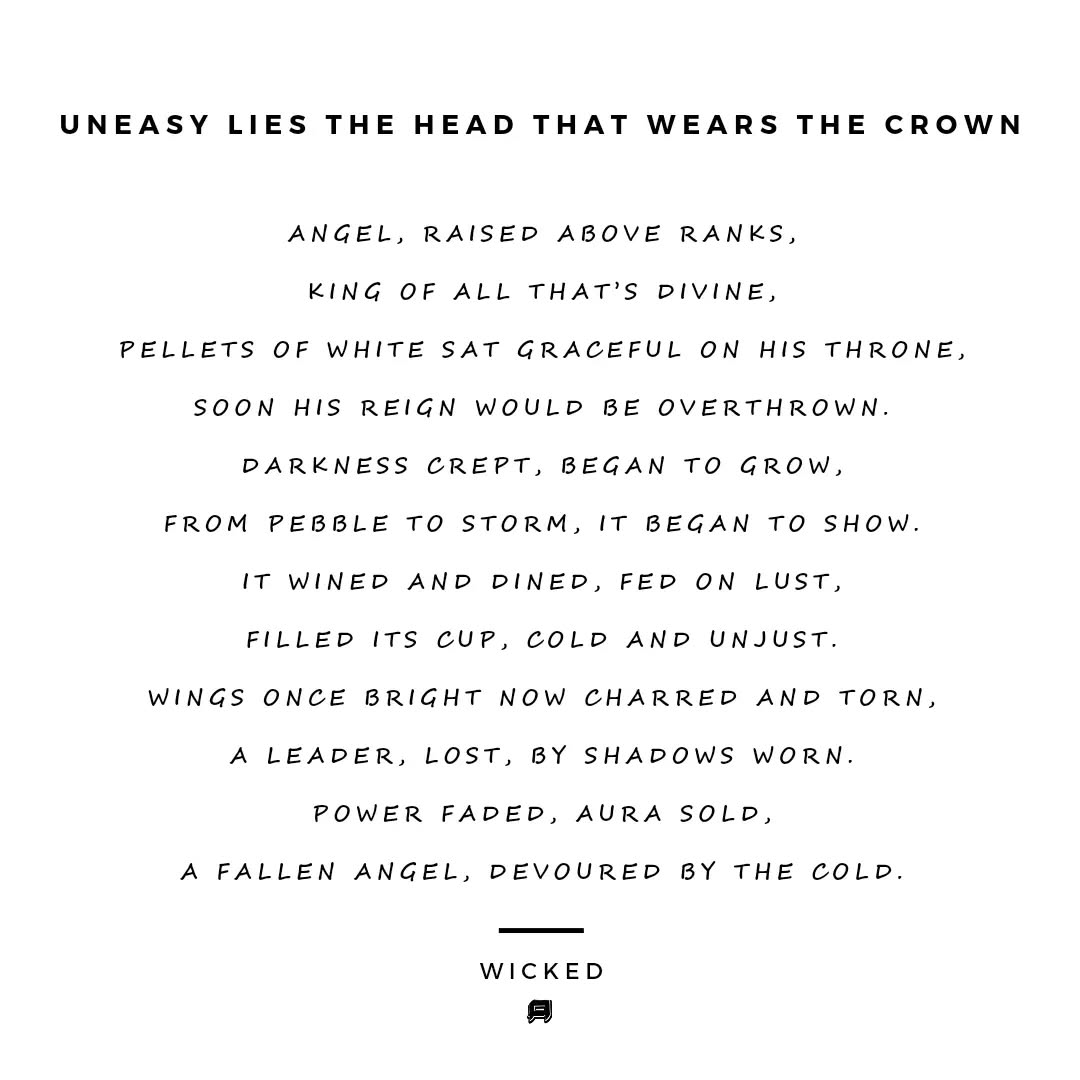 UNEASY LIES THE HEAD THAT WEARS THE CROWN
ANGEL, RAISED ABOVE RANKS,
KING OF ALL THAT'S DIVINE,
PELLETS OF WHITE SAT GRACEFUL ON HIS THRONE,
SOON HIS REIGN WOULD BE OVERTHROWN.
DARKNESS CREPT, BEGAN TO GROW,
FROM PEBBLE TO STORM, IT BEGAN TO SHOW.
IT WINED AND DINED, FED ON LUST,
FILLED ITS CUP, COLD AND UNJUST.
WINGS ONCE BRIGHT NOW CHARRED AND TORN,
A LEADER, LOST, BY SHADOWS WORN.
POWER FADED, AURA SOLD,
A FALLEN ANGEL, DEVOURED BY THE COLD.
WICKED